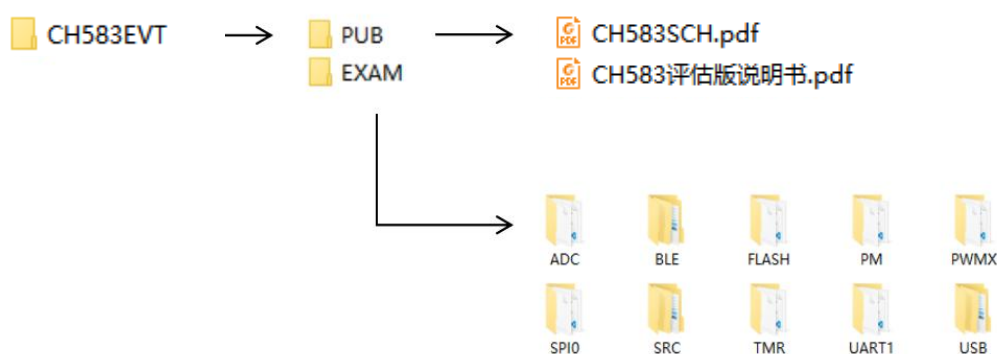 CH583EVT
PUB
EXAM
CH583SCH.pdf
CH583评估版说明书.pdf
ADC BLE FLASH PM PWMX
SPI0 SRC TMR UART1 USB